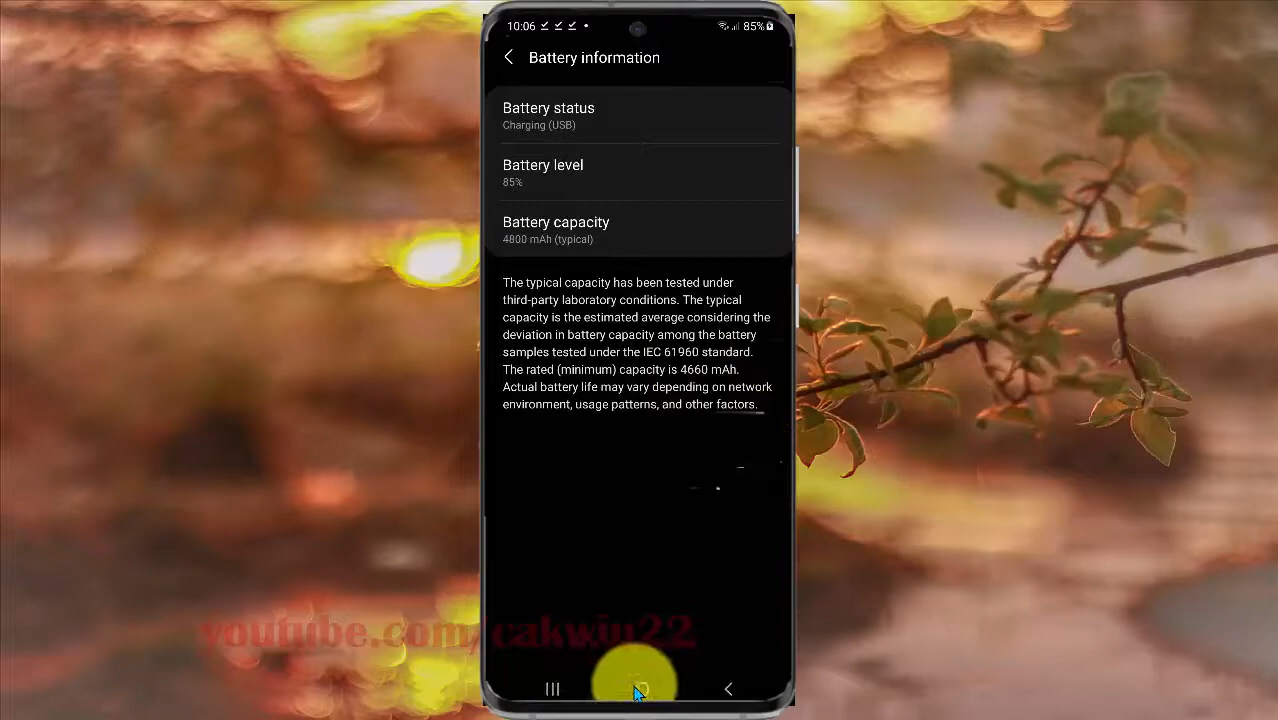 10:06
85%
Battery information
Battery status
Charging (USB)
Battery level
85%
Battery capacity
4800 mAh (typical)
The typical capacity has been tested under
third-party laboratory conditions. The typical
capacity is the estimated average considering the
deviation in battery capacity among the battery
samples tested under the IEC 61960 standard.
The rated (minimum) capacity is 4660 mAh.
Actual battery life may vary depending on network
environment, usage patterns, and other factors.
youtube.com/cakwin22